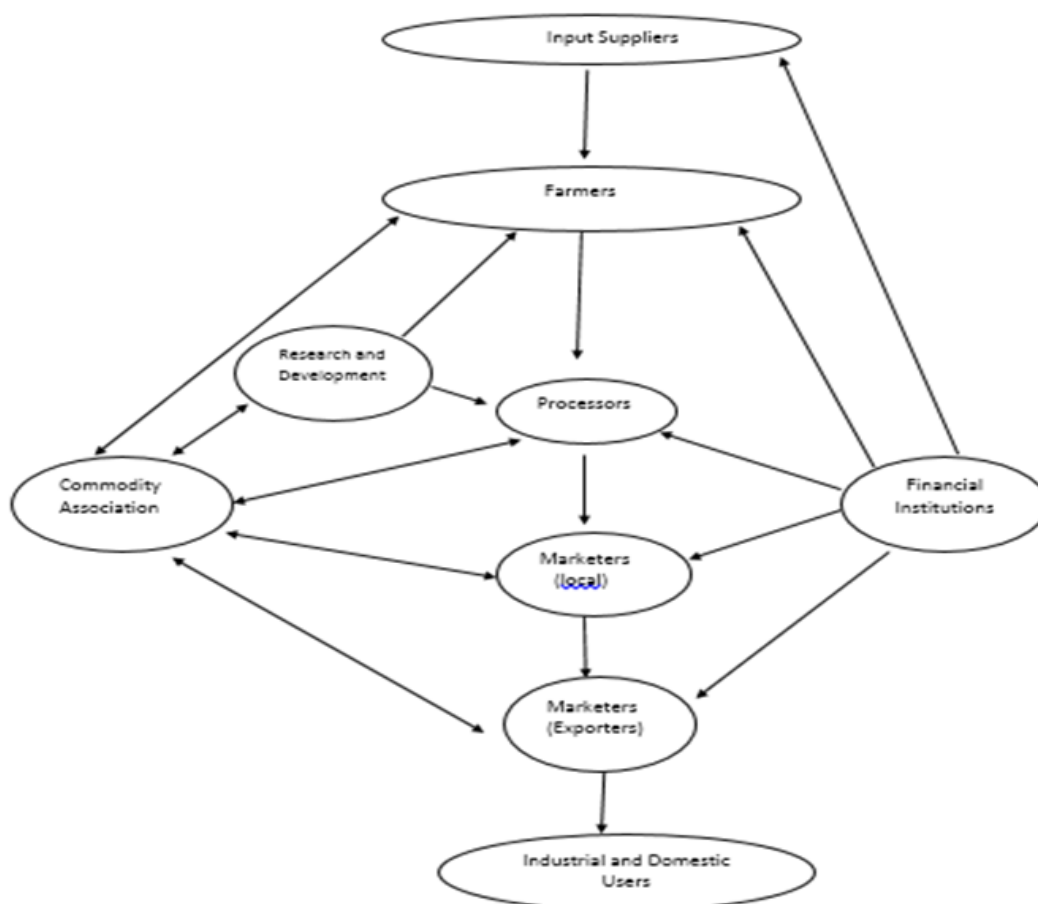 Input Suppliers
Farmers
Research and
Development
Processors
Commodity
Association
Financial
Institutions
Marketers
(local)
Marketers
(Exporters)
Industrial and Domestic
Users